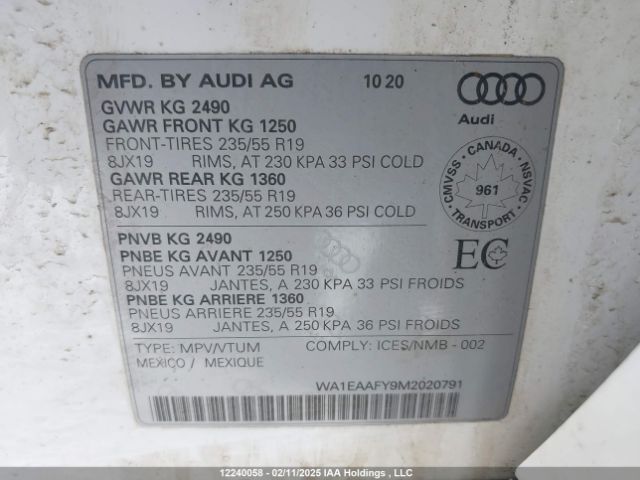 MFD. BY AUDI AG 10 20
Audi
GVWR KG 2490
GAWR FRONT KG 1250
FRONT-TIRES 235/55 R19
8JX19 RIMS, AT 230 KPA 33 PSI COLD
GAWR REAR KG 1360
REAR-TIRES 235/55 R19
8JX19 RIMS, AT 250 KPA 36 PSI COLD
CMVSS - CANADA - NSVAC
961
TRANSPORT
PNVB KG 2490
PNBE KG AVANT 1250
PNEUS AVANT 235/55 R19
8JX19 JANTES, A 230 KPA 33 PSI FROIDS
PNBE KG ARRIERE 1360
PNEUS ARRIERE 235/55 R19
8JX19 JANTES, A 250 KPA 36 PSI FROIDS
EC
TYPE: MPV/VTUM COMPLY: ICES/NMB - 002
MEXICO / MEXIQUE
WA1EAAFY9M2020791
12240058 - 02/11/2025 IAA Holdings , LLC